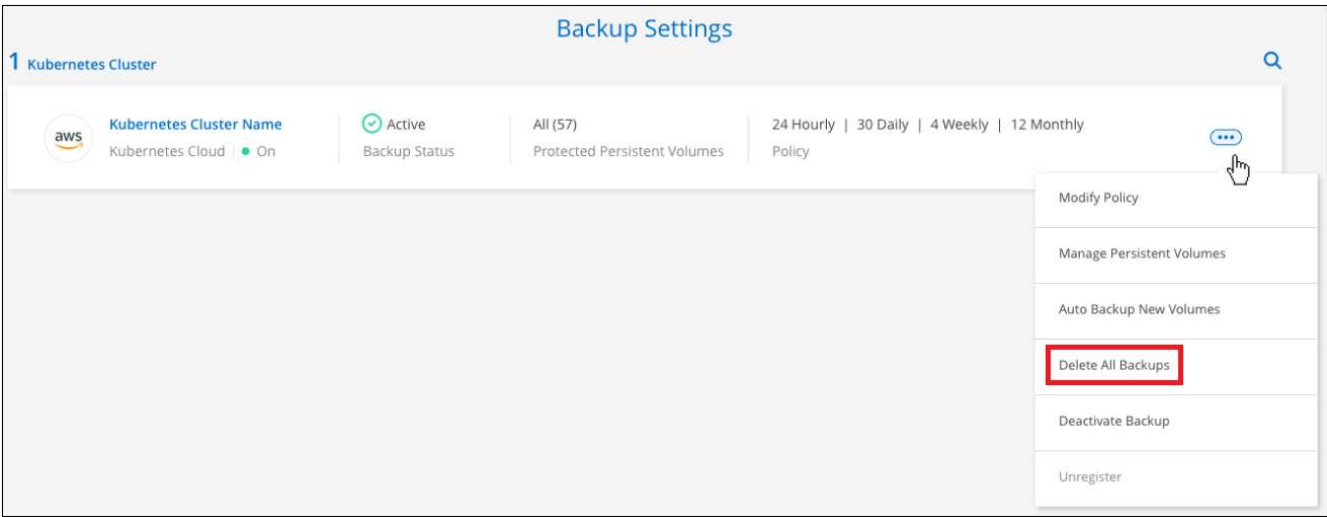 Backup Settings
1 Kubernetes Cluster
aws
Kubernetes Cluster Name
Kubernetes Cloud
On
Active
Backup Status
All (57)
Protected Persistent Volumes
24 Hourly | 30 Daily | 4 Weekly | 12 Monthly
Policy
Modify Policy
Manage Persistent Volumes
Auto Backup New Volumes
Delete All Backups
Deactivate Backup
Unregister